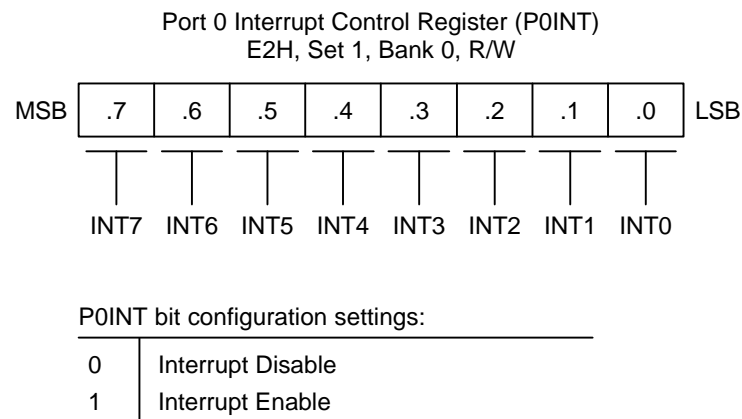 Port 0 Interrupt Control Register (P0INT)
E2H, Set 1, Bank 0, R/W
MSB .7 .6 .5 .4 .3 .2 .1 .0 LSB
INT7 INT6 INT5 INT4 INT3 INT2 INT1 INT0
P0INT bit configuration settings:
0 Interrupt Disable
1 Interrupt Enable